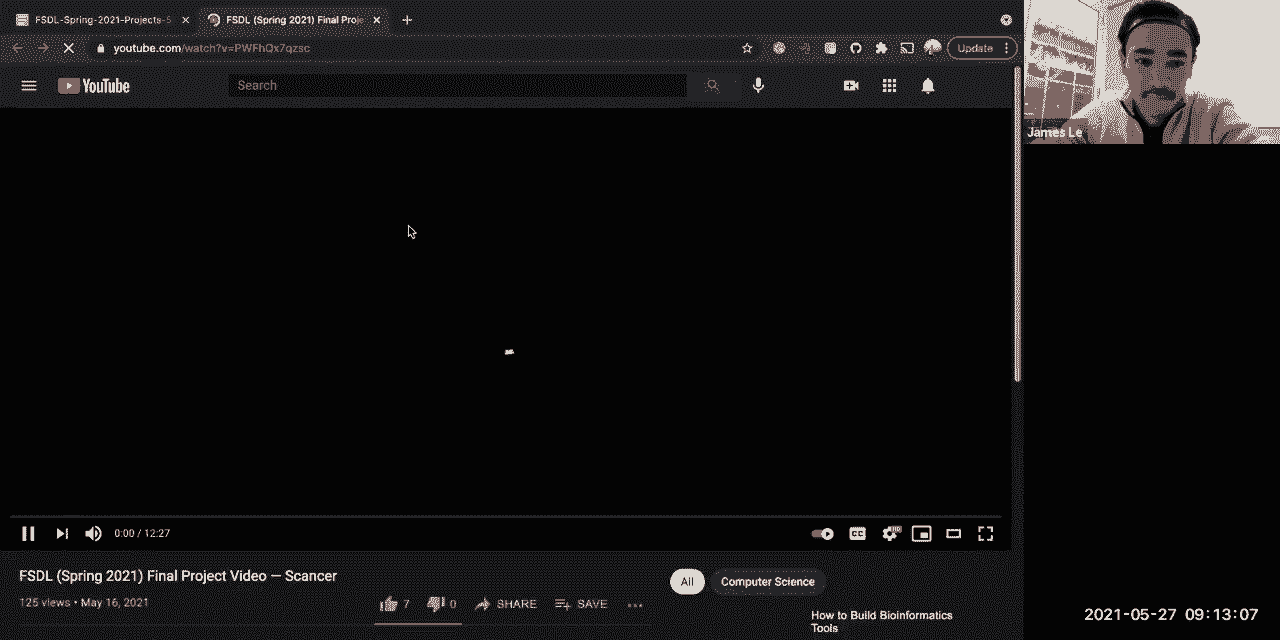 FSDL-Spring-2021-Projects-S
FSDL (Spring 2021) Final Proje
youtube.com/watch?v=PWFhQx7qzsc
Update
YouTube
Search
James Le
0:00 / 12:27
CC
HD
FSDL (Spring 2021) Final Project Video — Scancer
125 views • May 16, 2021
7
0
SHARE
SAVE
All
Computer Science
How to Build Bioinformatics
Tools
2021-05-27 09:13:07